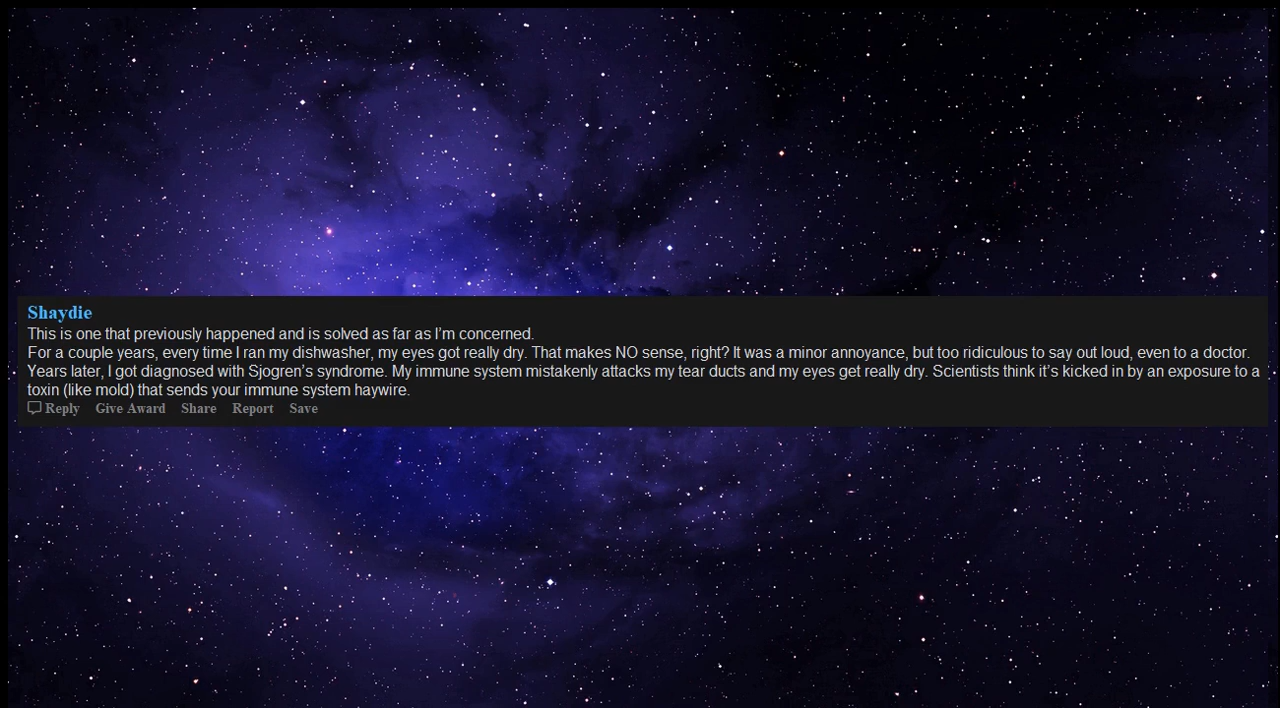 Shaydie
This is one that previously happened and is solved as far as I’m concerned.
For a couple years, every time I ran my dishwasher, my eyes got really dry. That makes NO sense, right? It was a minor annoyance, but too ridiculous to say out loud, even to a doctor.
Years later, I got diagnosed with Sjogren’s syndrome. My immune system mistakenly attacks my tear ducts and my eyes get really dry. Scientists think it’s kicked in by an exposure to a
toxin (like mold) that sends your immune system haywire.
Reply Give Award Share Report Save